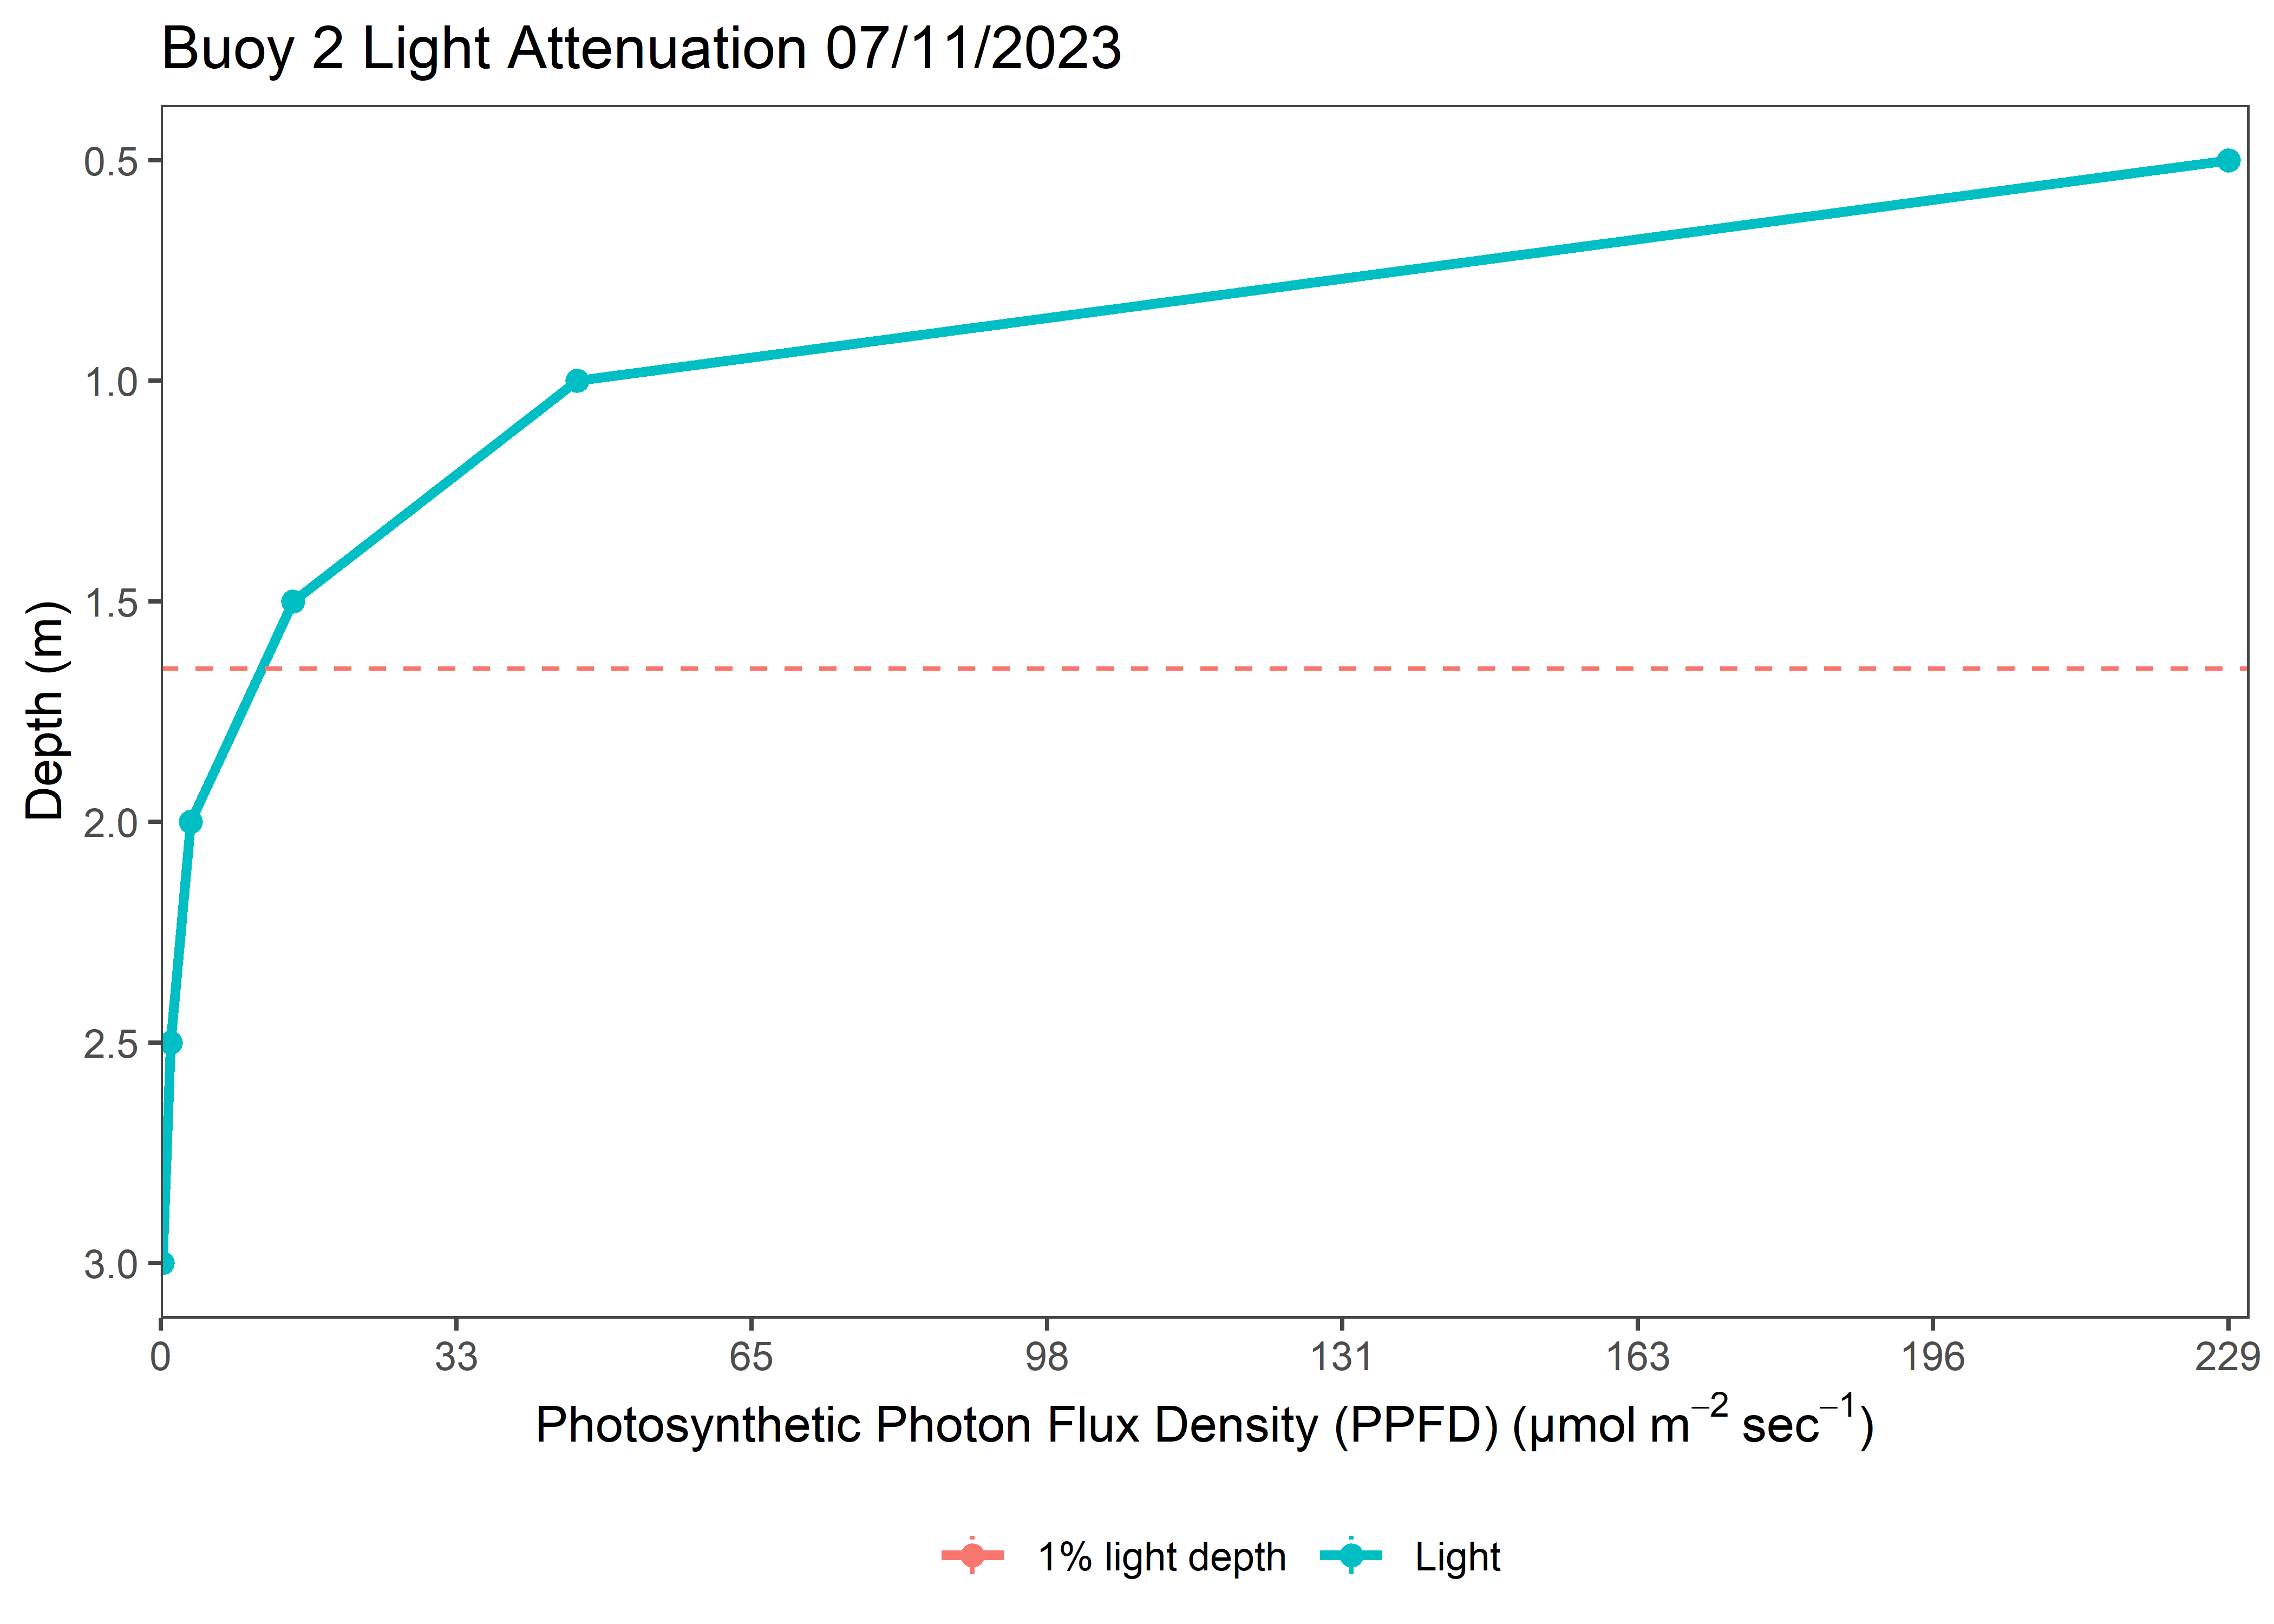 Buoy 2 Light Attenuation 07/11/2023
0.5
1.0
1.5
2.0
2.5
3.0
Depth (m)
0 33 65 98 131 163 196 229
Photosynthetic Photon Flux Density (PPFD) (µmol m⁻² sec⁻¹)
1% light depth Light